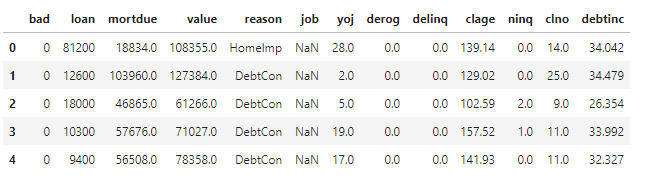 bad loan mortdue value reason job yoj derog delinq clage ninq clno debtinc
0 0 81200 18834.0 108355.0 HomeImp NaN 28.0 0.0 0.0 139.14 0.0 14.0 34.042
1 0 12600 103960.0 127384.0 DebtCon NaN 2.0 0.0 0.0 129.02 0.0 25.0 34.479
2 0 18000 46865.0 61266.0 DebtCon NaN 5.0 0.0 0.0 102.59 2.0 9.0 26.354
3 0 10300 57676.0 71027.0 DebtCon NaN 19.0 0.0 0.0 157.52 1.0 11.0 33.992
4 0 9400 56508.0 78358.0 DebtCon NaN 17.0 0.0 0.0 141.93 0.0 11.0 32.327